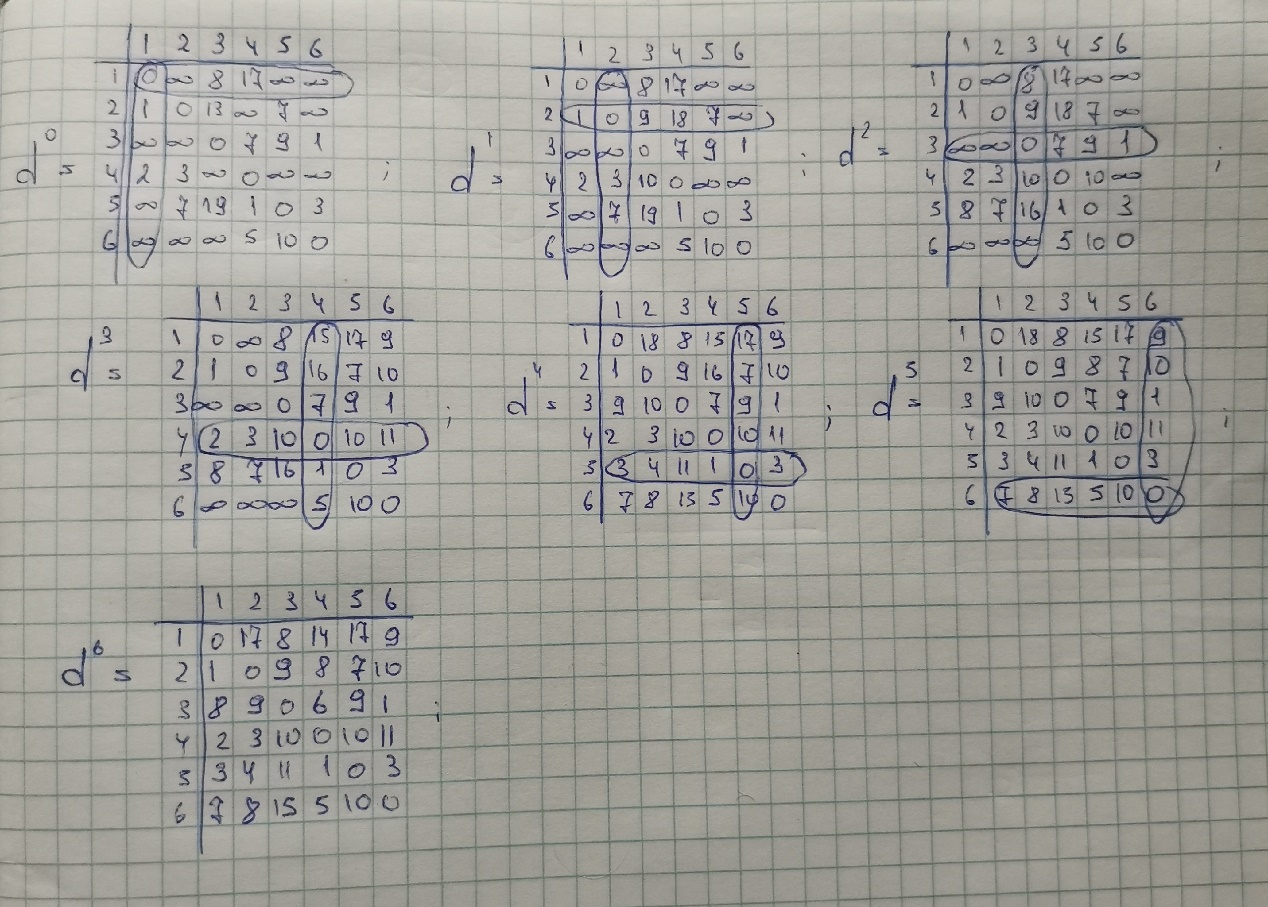 1 2 3 4 5 6
1 0 ∞ 8 17 ∞ ∞
2 1 0 13 ∞ 7 ∞
3 ∞ ∞ 0 7 9 1
d⁰ =
4 2 3 ∞ 0 ∞ ∞ ;
5 ∞ 7 19 1 0 3
6 ∞ ∞ ∞ 5 10 0
1 2 3 4 5 6
1 0 ∞ 8 17 ∞ ∞
2 1 0 9 18 7 ∞
3 ∞ ∞ 0 7 9 1 ;
d¹ =
4 2 3 10 0 ∞ ∞
5 ∞ 7 19 1 0 3
6 ∞ ∞ ∞ 5 10 0
1 2 3 4 5 6
1 0 ∞ 8 17 ∞ ∞
2 1 0 9 18 7 ∞
d² =
3 ∞ ∞ 0 7 9 1 ;
4 2 3 10 0 10 ∞
5 8 7 16 1 0 3
6 ∞ ∞ ∞ 5 10 0
1 2 3 4 5 6
1 0 ∞ 8 15 17 9
d³ =
2 1 0 9 16 7 10
3 ∞ ∞ 0 7 9 1 ;
4 2 3 10 0 10 11
5 8 7 16 1 0 3
6 ∞ ∞ ∞ 5 10 0
1 2 3 4 5 6
1 0 18 8 15 17 9
2 1 0 9 16 7 10
d⁴ =
3 9 10 0 7 9 1 ;
4 2 3 10 0 10 11
5 3 4 11 1 0 3
6 7 8 15 5 10 0
1 2 3 4 5 6
1 0 18 8 15 17 9
2 1 0 9 8 7 10
d⁵ =
3 9 10 0 7 9 1 ;
4 2 3 10 0 10 11
5 3 4 11 1 0 3
6 7 8 15 5 10 0
1 2 3 4 5 6
1 0 17 8 14 17 9
d⁶ =
2 1 0 9 8 7 10
3 8 9 0 6 9 1 ;
4 2 3 10 0 10 11
5 3 4 11 1 0 3
6 7 8 15 5 10 0